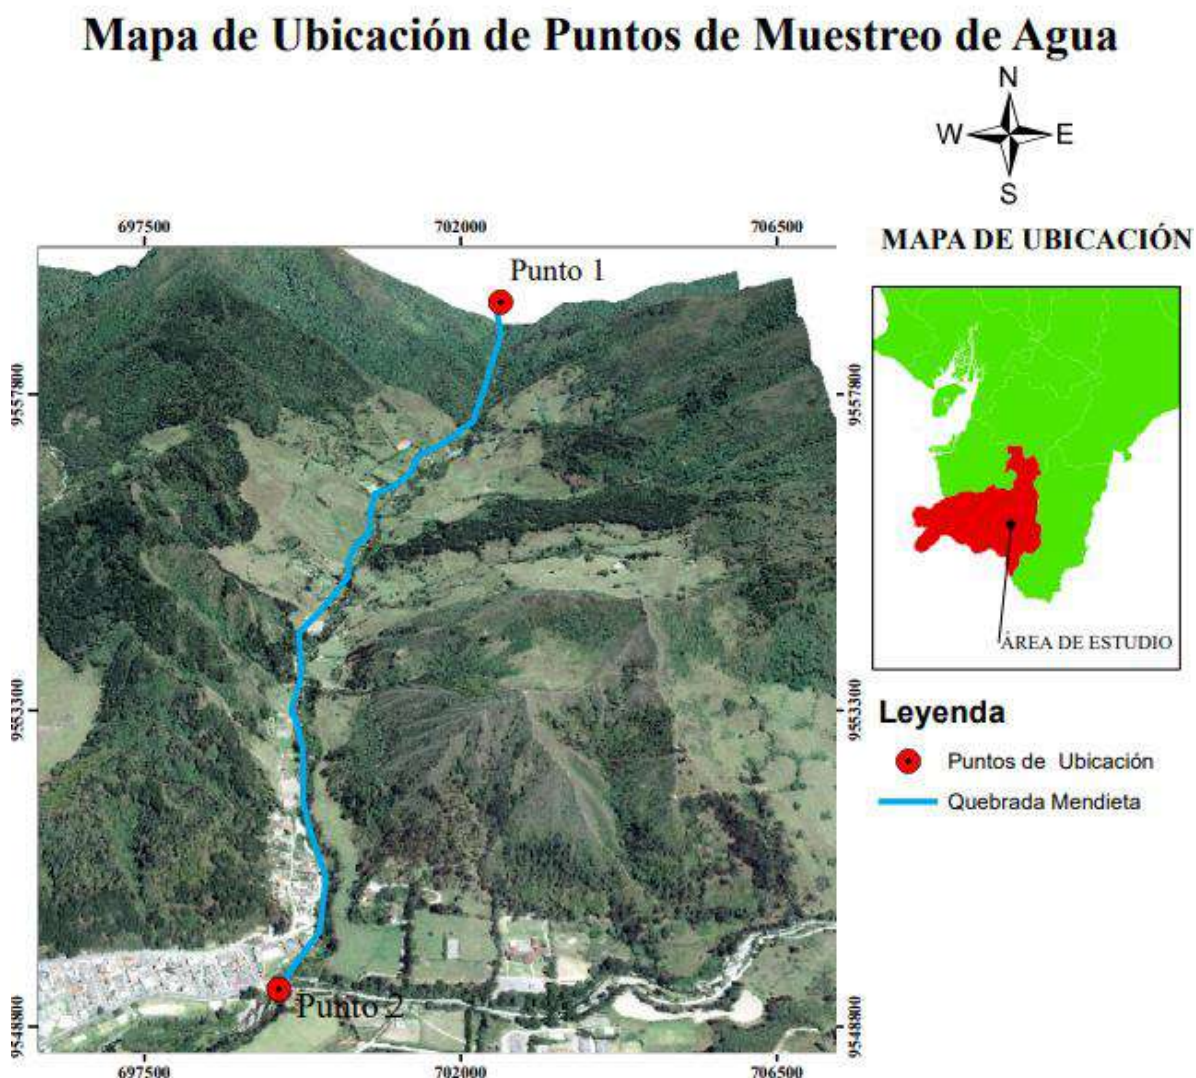 Mapa de Ubicación de Puntos de Muestreo de Agua
N
W E
S
697500 702000 706500
MAPA DE UBICACIÓN
Punto 1
9557800 9557800
ÁREA DE ESTUDIO
9553300 9553300
Leyenda
Puntos de Ubicación
Quebrada Mendieta
Punto 2
9548800 9548800
697500 702000 706500